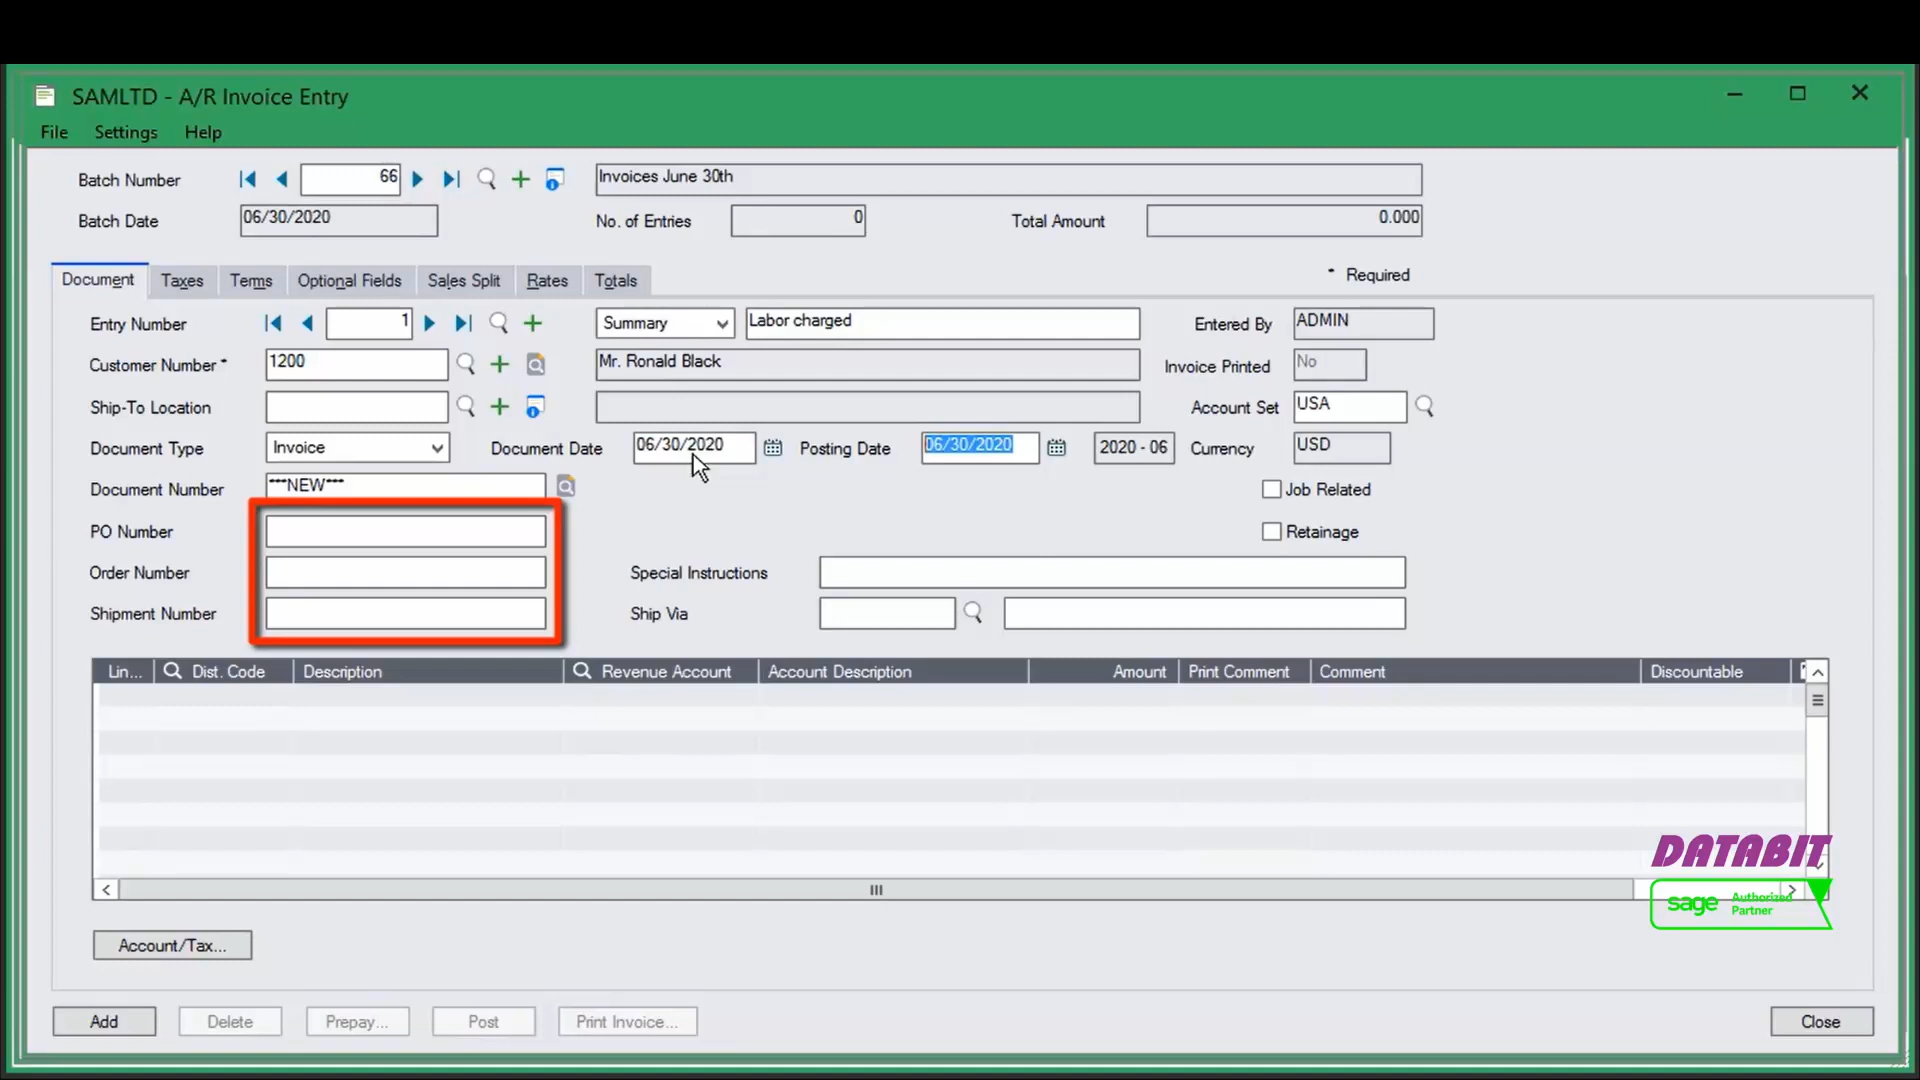 SAMLTD - A/R Invoice Entry
File Settings Help
Batch Number 66 Invoices June 30th
Batch Date 06/30/2020 No. of Entries 0 Total Amount 0.000
Document Taxes Terms Optional Fields Sales Split Rates Totals * Required
Entry Number 1 Summary Labor charged Entered By ADMIN
Customer Number * 1200 Mr. Ronald Black Invoice Printed No
Ship-To Location Account Set USA
Document Type Invoice Document Date 06/30/2020 Posting Date 06/30/2020 2020 - 06 Currency USD
Document Number ***NEW*** Job Related
PO Number Retainage
Order Number Special Instructions
Shipment Number Ship Via
Lin... Dist. Code Description Revenue Account Account Description Amount Print Comment Comment Discountable
DATABIT
sage Authorized
Partner
Account/Tax...
Add Delete Prepay... Post Print Invoice... Close